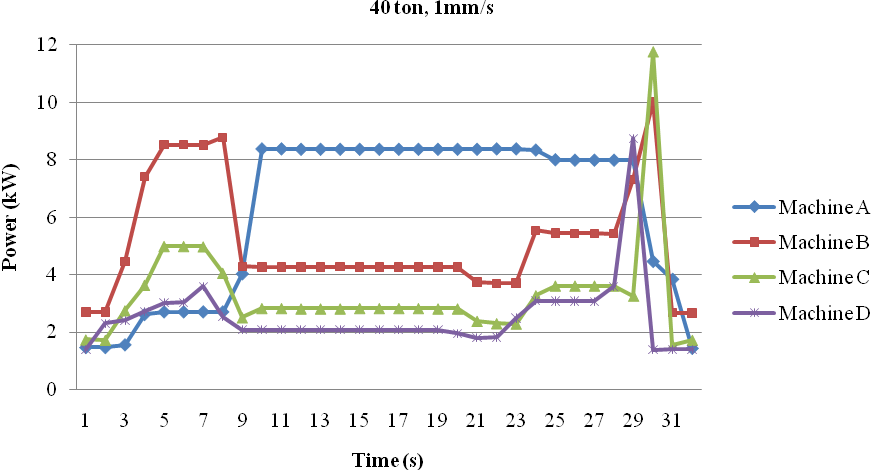 40 ton, 1mm/s
12
10
8
6
4
2
0
Power (kW)
1 3 5 7 9 11 13 15 17 19 21 23 25 27 29 31
Time (s)
Machine A
Machine B
Machine C
Machine D